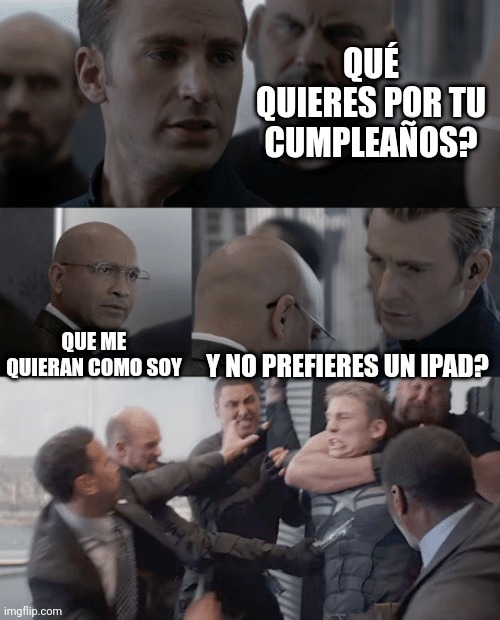 QUÉ
QUIERES POR TU
CUMPLEAÑOS?
QUE ME
QUIERAN COMO SOY
Y NO PREFIERES UN IPAD?
imgflip.com